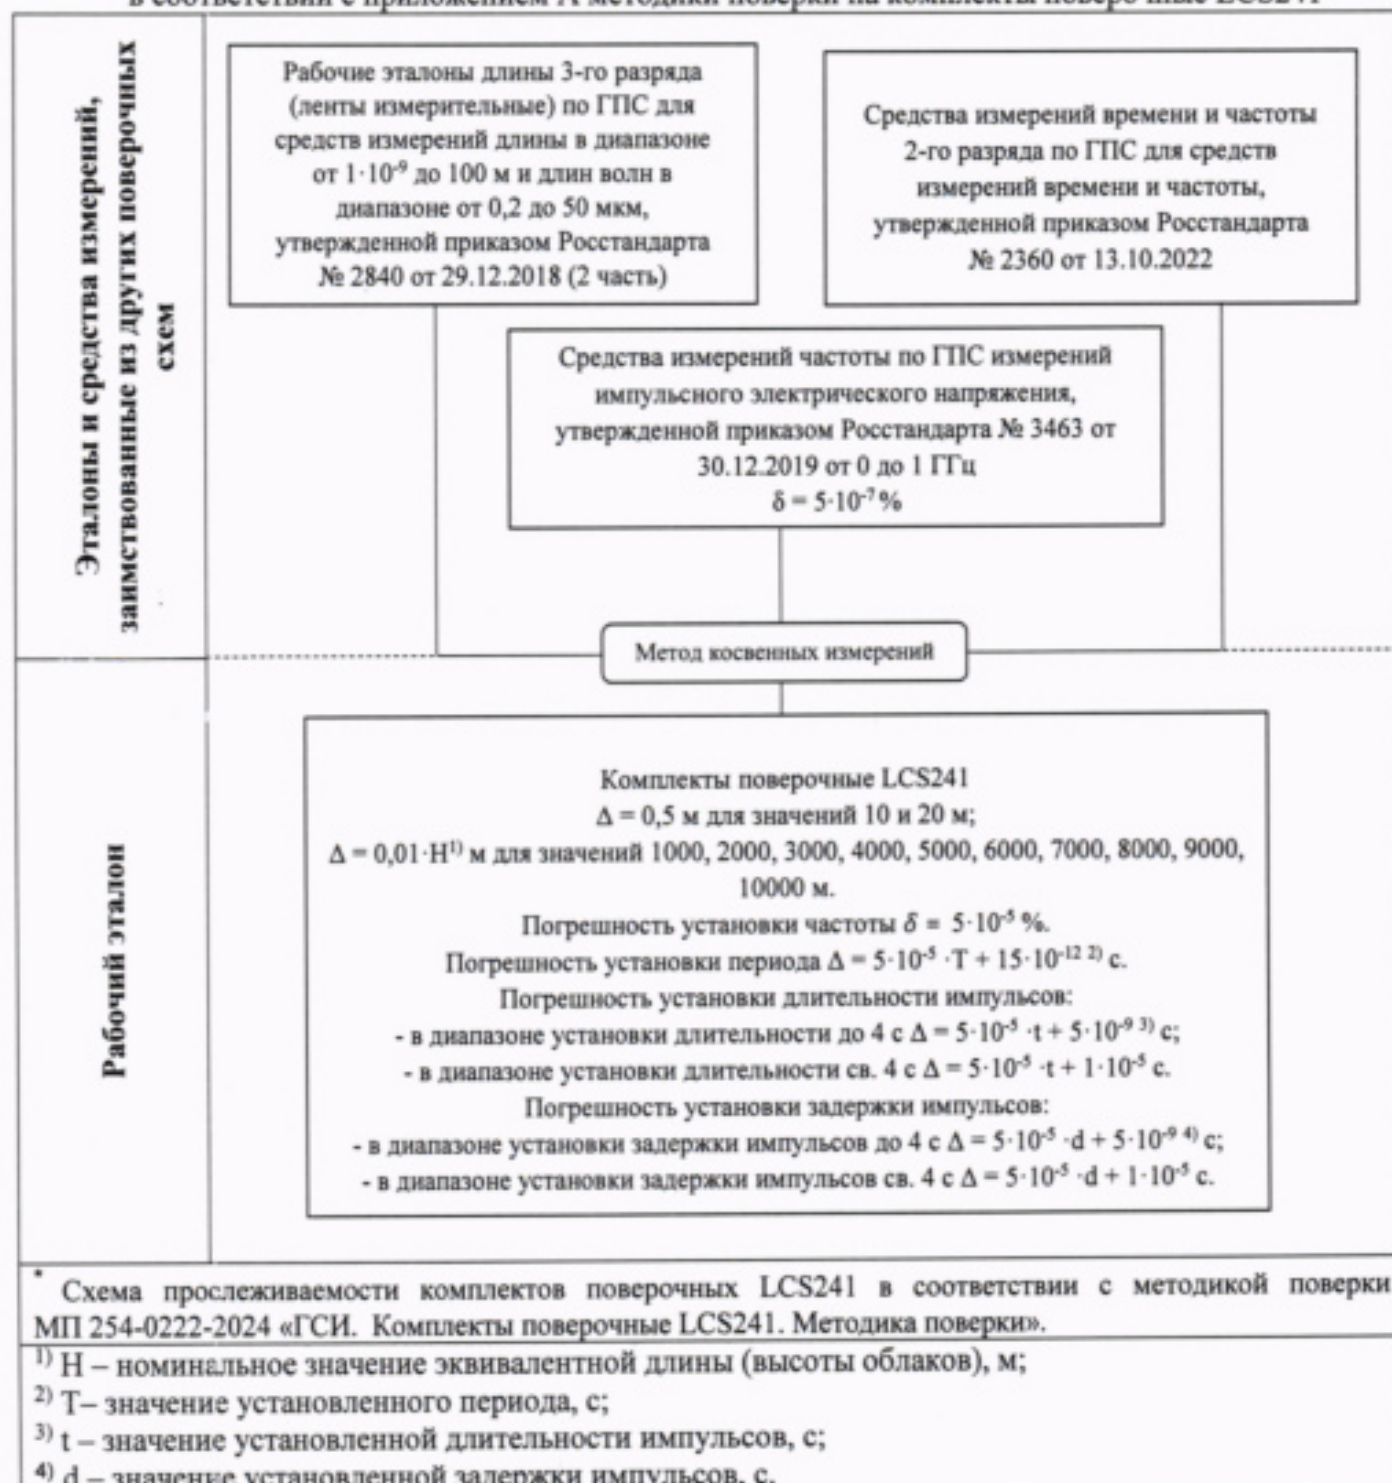 в соответствии с приложением А методики поверки на комплекты поверочные LCS241
Эталоны и средства измерений,
заимствованные из других поверочных
схем
Рабочие эталоны длины 3-го разряда
(ленты измерительные) по ГПС для
средств измерений длины в диапазоне
от 1·10⁻⁹ до 100 м и длин волн в
диапазоне от 0,2 до 50 мкм,
утвержденной приказом Росстандарта
№ 2840 от 29.12.2018 (2 часть)
Средства измерений времени и частоты
2-го разряда по ГПС для средств
измерений времени и частоты,
утвержденной приказом Росстандарта
№ 2360 от 13.10.2022
Средства измерений частоты по ГПС измерений
импульсного электрического напряжения,
утвержденной приказом Росстандарта № 3463 от
30.12.2019 от 0 до 1 ГГц
δ = 5·10⁻⁷ %
Метод косвенных измерений
Рабочий эталон
Комплекты поверочные LCS241
Δ = 0,5 м для значений 10 и 20 м;
Δ = 0,01·H¹⁾ м для значений 1000, 2000, 3000, 4000, 5000, 6000, 7000, 8000, 9000,
10000 м.
Погрешность установки частоты δ = 5·10⁻⁵ %.
Погрешность установки периода Δ = 5·10⁻⁵ ·T + 15·10⁻¹² ²⁾ с.
Погрешность установки длительности импульсов:
- в диапазоне установки длительности до 4 с Δ = 5·10⁻⁵ ·t + 5·10⁻⁹ ³⁾ с;
- в диапазоне установки длительности св. 4 с Δ = 5·10⁻⁵ ·t + 1·10⁻⁵ с.
Погрешность установки задержки импульсов:
- в диапазоне установки задержки импульсов до 4 с Δ = 5·10⁻⁵ ·d + 5·10⁻⁹ ⁴⁾ с;
- в диапазоне установки задержки импульсов св. 4 с Δ = 5·10⁻⁵ ·d + 1·10⁻⁵ с.
* Схема прослеживаемости комплектов поверочных LCS241 в соответствии с методикой поверки
МП 254-0222-2024 «ГСИ. Комплекты поверочные LCS241. Методика поверки».
¹⁾ H – номинальное значение эквивалентной длины (высоты облаков), м;
²⁾ T– значение установленного периода, с;
³⁾ t – значение установленной длительности импульсов, с;
⁴⁾ d – значение установленной задержки импульсов, с.